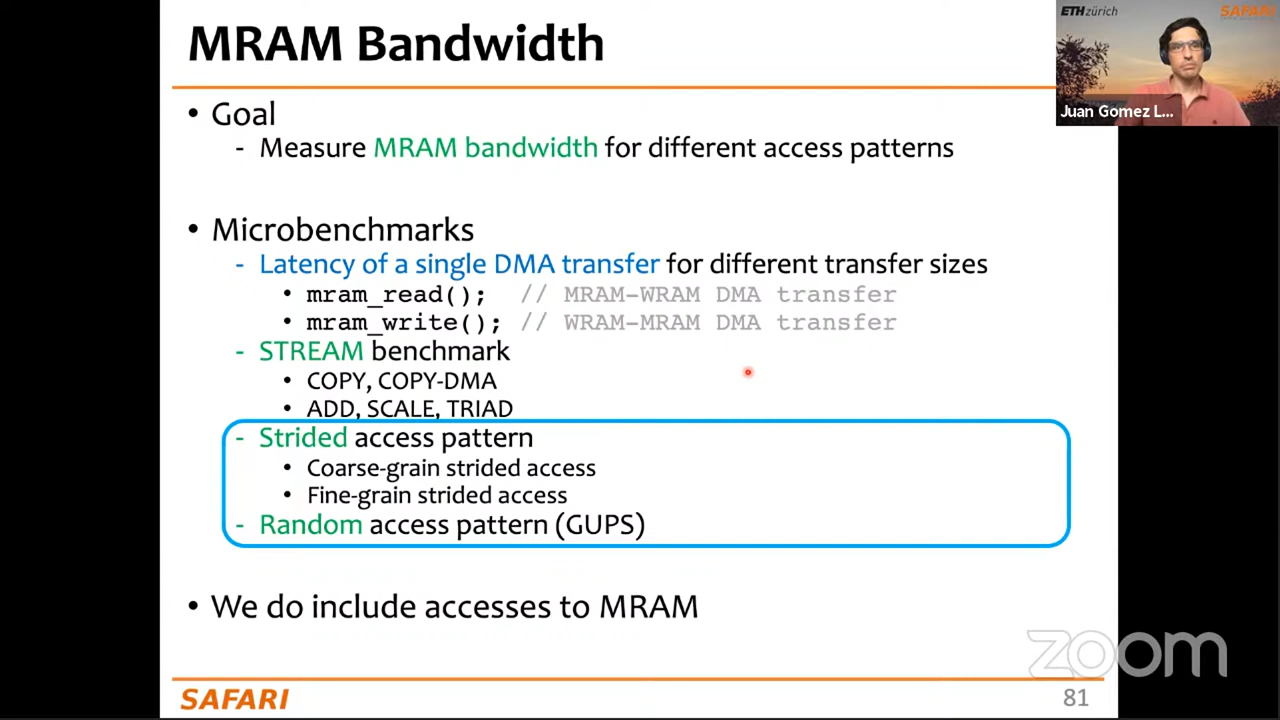 MRAM Bandwidth
ETH zürich
SAFARI
Juan Gomez L...
• Goal
- Measure MRAM bandwidth for different access patterns
• Microbenchmarks
- Latency of a single DMA transfer for different transfer sizes
• mram_read(); // MRAM-WRAM DMA transfer
• mram_write(); // WRAM-MRAM DMA transfer
- STREAM benchmark
• COPY, COPY-DMA
• ADD, SCALE, TRIAD
- Strided access pattern
• Coarse-grain strided access
• Fine-grain strided access
- Random access pattern (GUPS)
• We do include accesses to MRAM
zoom
SAFARI
81